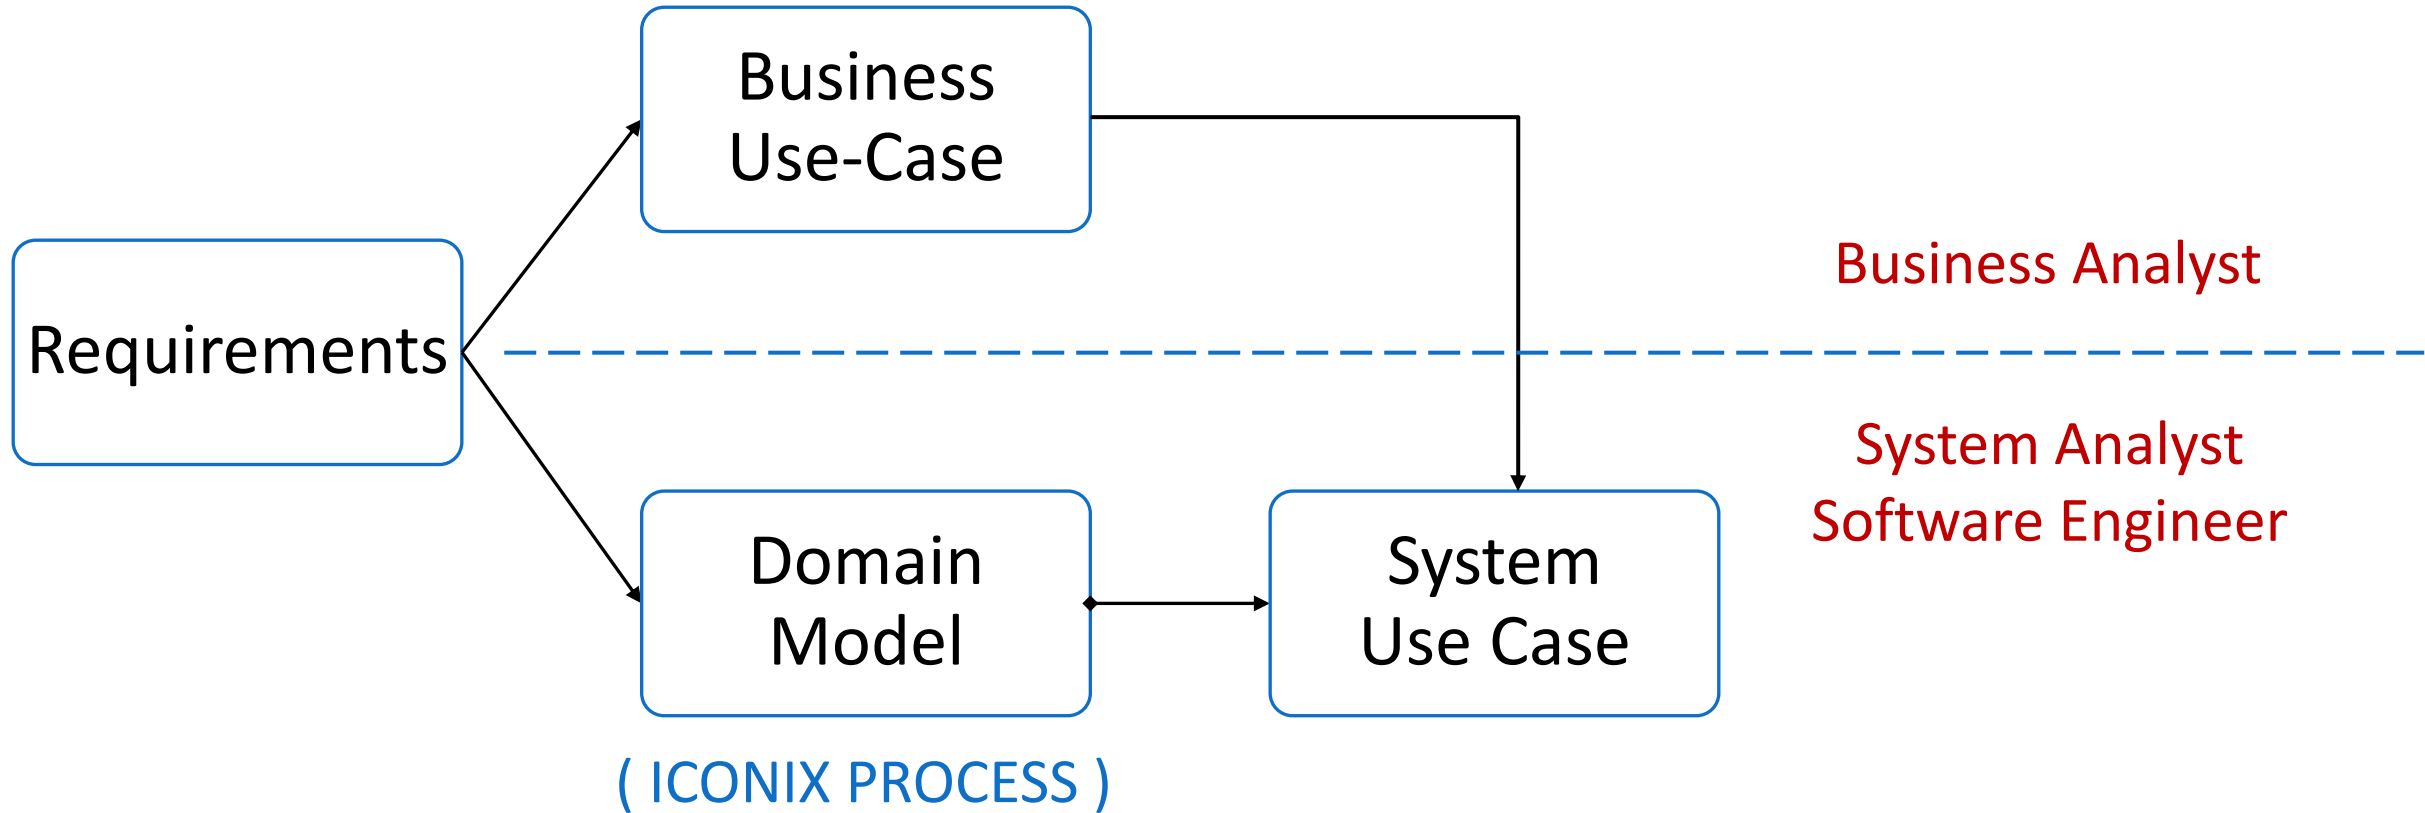 Business
Use-Case
Requirements
Business Analyst
System Analyst
Software Engineer
Domain
Model
System
Use Case
( ICONIX PROCESS )